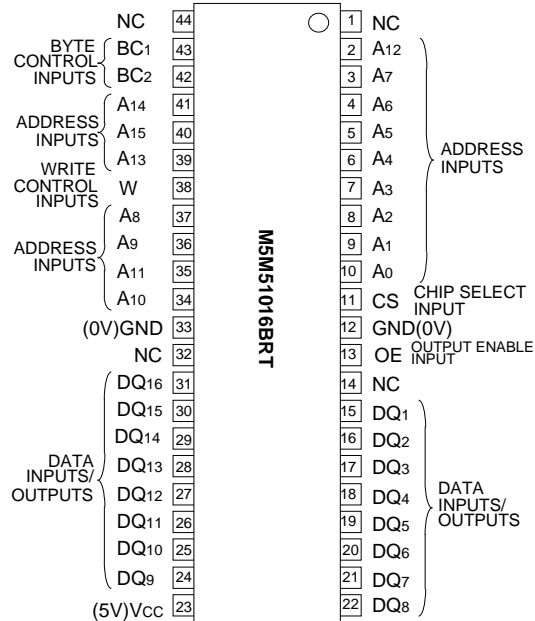 NC 44
BYTE CONTROL INPUTS
BC1 43
BC2 42
ADDRESS INPUTS
A14 41
A15 40
A13 39
WRITE CONTROL INPUTS
W 38
ADDRESS INPUTS
A8 37
A9 36
A11 35
A10 34
(0V)GND 33
NC 32
DATA INPUTS/ OUTPUTS
DQ16 31
DQ15 30
DQ14 29
DQ13 28
DQ12 27
DQ11 26
DQ10 25
DQ9 24
(5V)VCC 23
M5M51016BRT
1 NC
2 A12
3 A7
4 A6
5 A5
6 A4
7 A3
8 A2
9 A1
10 A0
ADDRESS INPUTS
11 CS CHIP SELECT INPUT
12 GND(0V)
13 OE OUTPUT ENABLE INPUT
14 NC
15 DQ1
16 DQ2
17 DQ3
18 DQ4
19 DQ5
20 DQ6
21 DQ7
22 DQ8
DATA INPUTS/ OUTPUTS